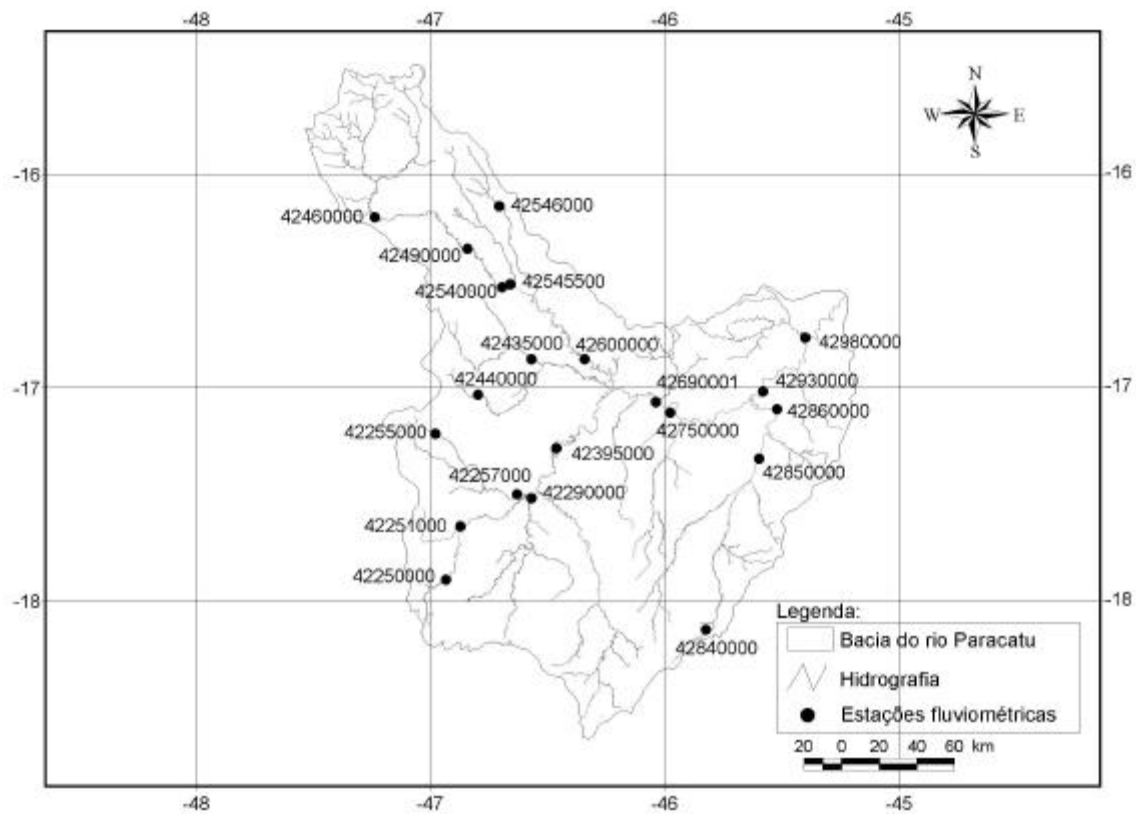 -48 -47 -46 -45
N
W E
S
-16 -16
42546000
42460000
42490000
42545500
42540000
42435000 42600000
42980000
-17 -17
42440000
42690001 42930000
42860000
42750000
42255000
42395000
42850000
42257000
42290000
42251000
42250000
-18 -18
42840000
Legenda:
Bacia do rio Paracatu
Hidrografia
Estações fluviométricas
20 0 20 40 60 km
-48 -47 -46 -45